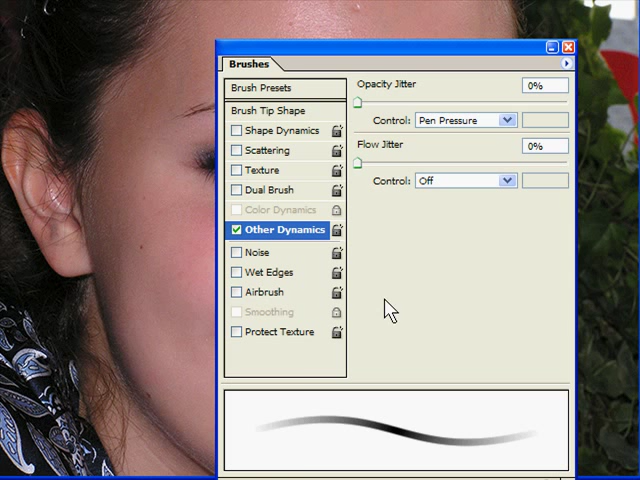 Brushes
Brush Presets
Brush Tip Shape
Shape Dynamics
Scattering
Texture
Dual Brush
Color Dynamics
Other Dynamics
Noise
Wet Edges
Airbrush
Smoothing
Protect Texture
Opacity Jitter 0%
Control: Pen Pressure
Flow Jitter 0%
Control: Off